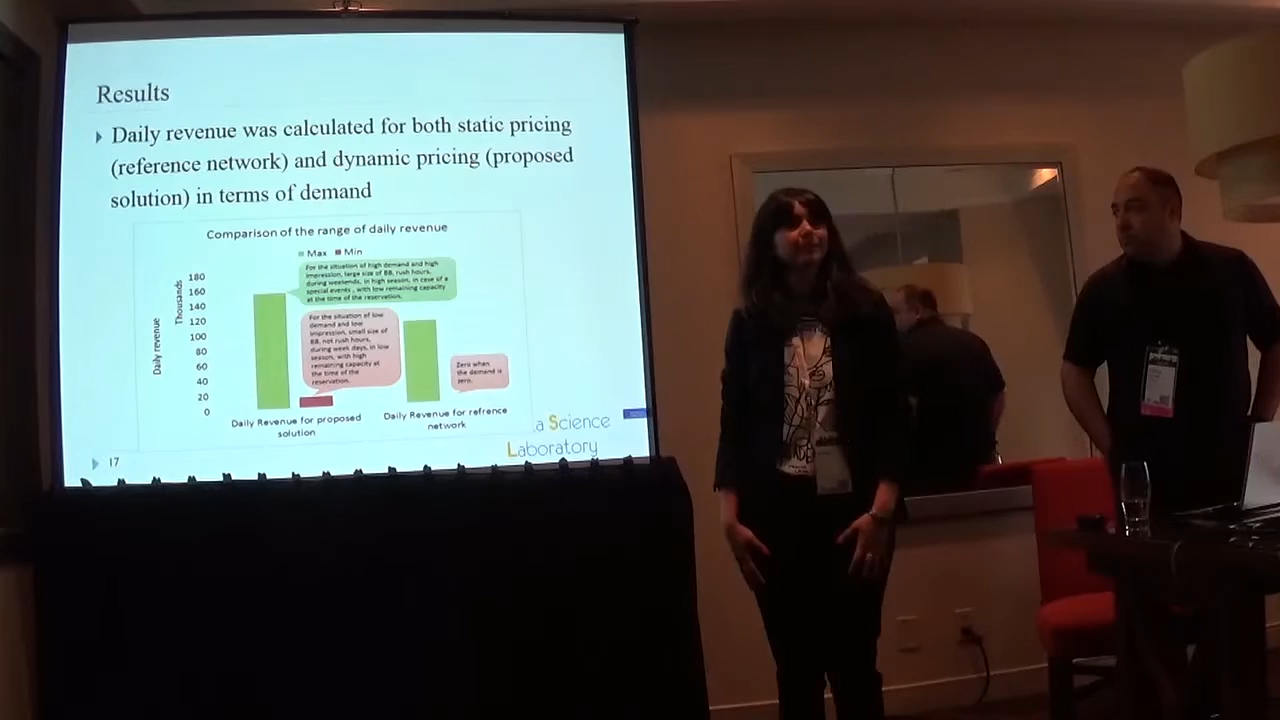 Results
Daily revenue was calculated for both static pricing
(reference network) and dynamic pricing (proposed
solution) in terms of demand
Comparison of the range of daily revenue
Max Min
Daily revenue
Thousands
180
160
140
120
100
80
60
40
20
0
For the situation of high demand and high
impression, large size of BB, rush hours,
during weekends, in high season, in case of a
special events , with low remaining capacity
at the time of the reservation.
For the situation of low
demand and low
impression, small size of
BB, not rush hours,
during week days, in low
season, with high
remaining capacity at
the time of the
reservation.
Zero when
the demand is
zero.
Daily Revenue for proposed
solution
Daily Revenue for refrence
network
a Science
Laboratory
17